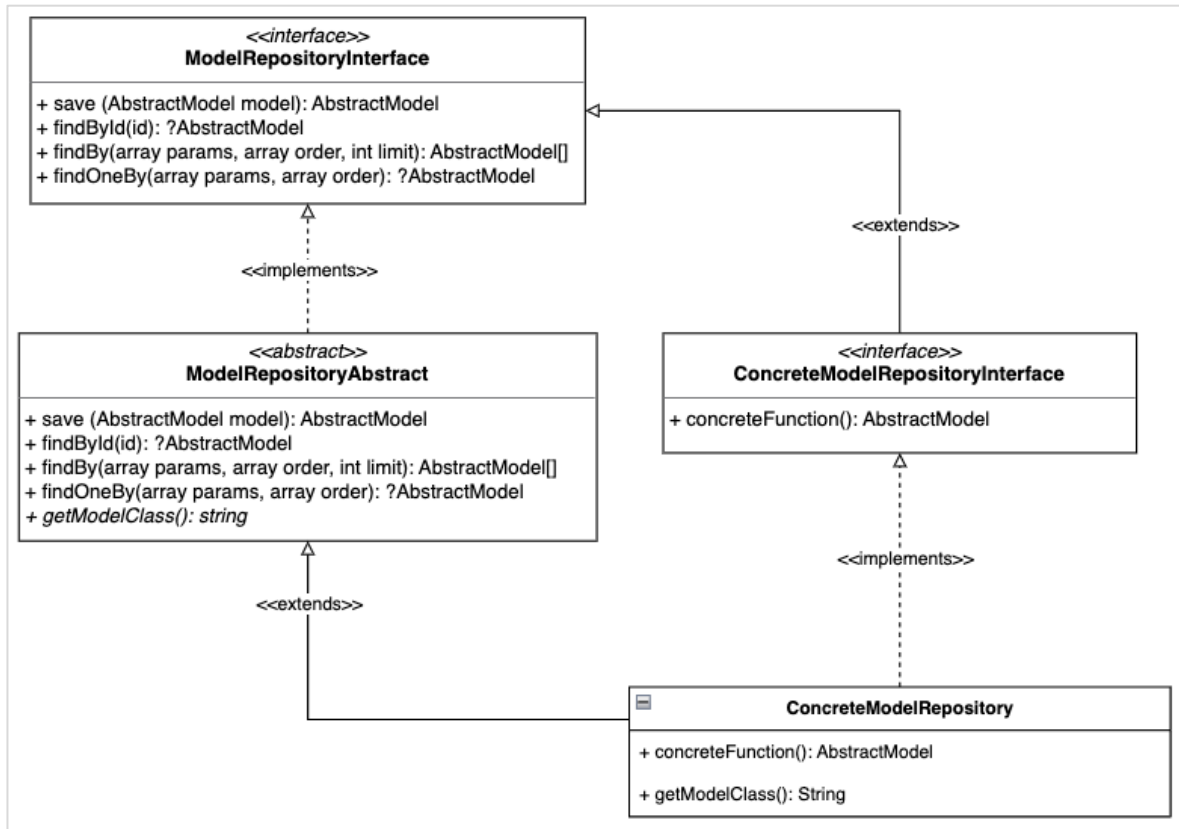 <<interface>>
ModelRepositoryInterface
+ save (AbstractModel model): AbstractModel
+ findById(id): ?AbstractModel
+ findBy(array params, array order, int limit): AbstractModel[]
+ findOneBy(array params, array order): ?AbstractModel
<<extends>>
<<implements>>
<<abstract>>
ModelRepositoryAbstract
+ save (AbstractModel model): AbstractModel
+ findById(id): ?AbstractModel
+ findBy(array params, array order, int limit): AbstractModel[]
+ findOneBy(array params, array order): ?AbstractModel
+ getModelClass(): string
<<interface>>
ConcreteModelRepositoryInterface
+ concreteFunction(): AbstractModel
<<implements>>
<<extends>>
ConcreteModelRepository
+ concreteFunction(): AbstractModel
+ getModelClass(): String